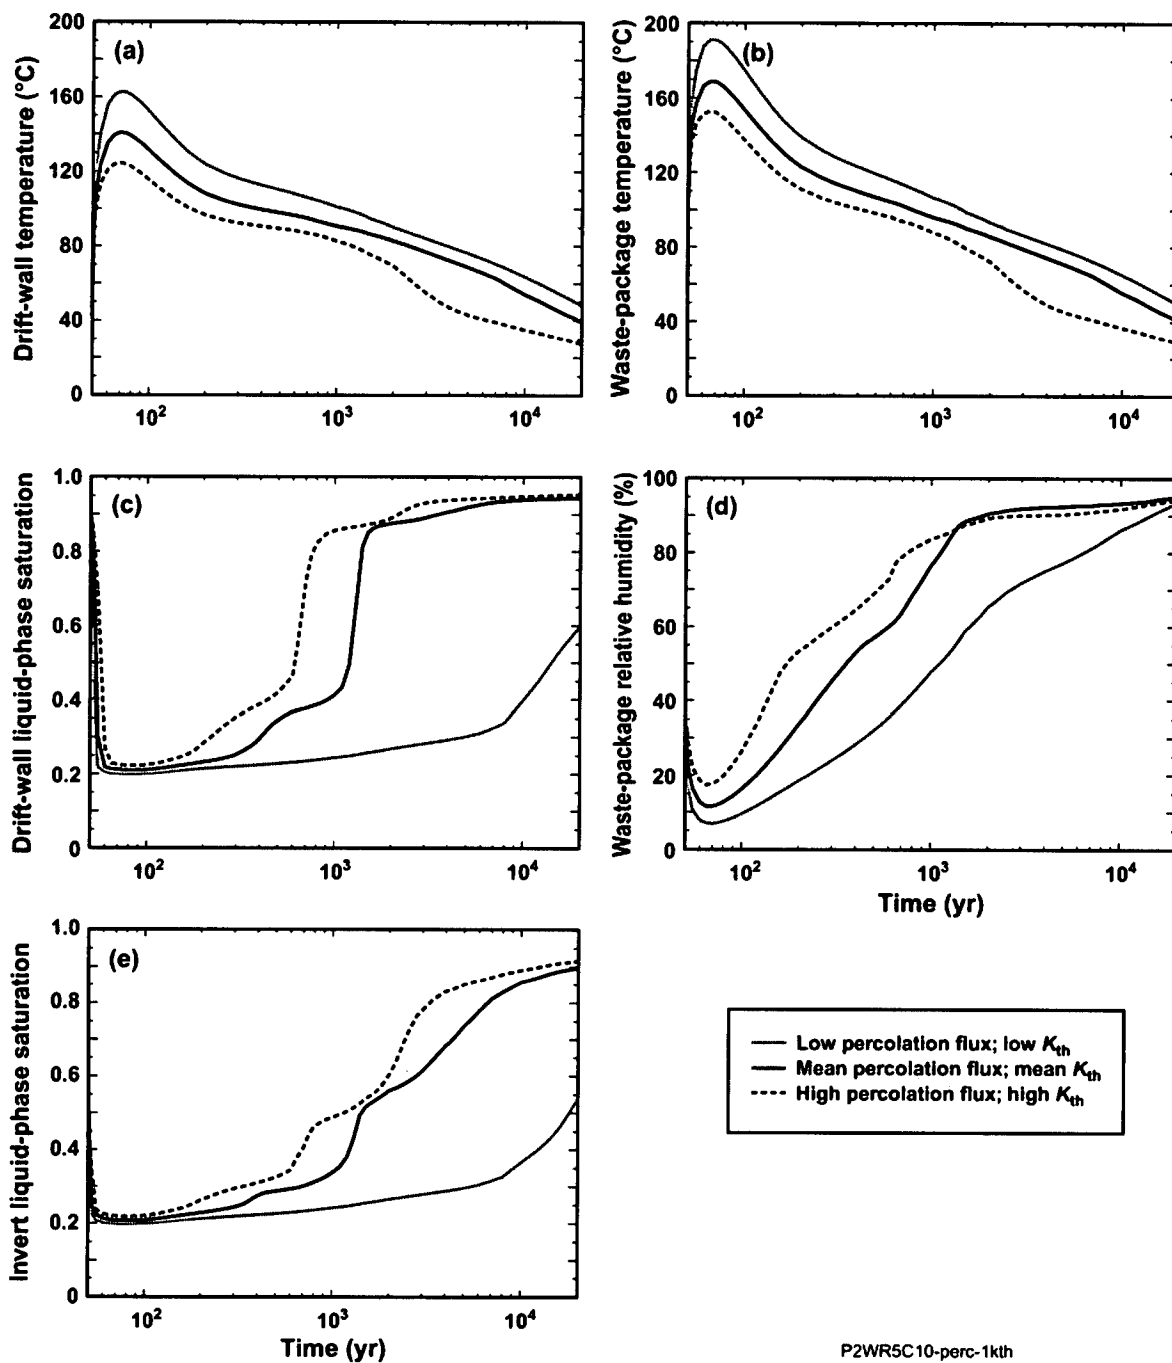 (a)
Drift-wall temperature (°C)
200
160
120
80
40
0
10²
10³
10⁴
(b)
Waste-package temperature (°C)
200
160
120
80
40
0
10²
10³
10⁴
(c)
Drift-wall liquid-phase saturation
1.0
0.8
0.6
0.4
0.2
0
10²
10³
10⁴
(d)
Waste-package relative humidity (%)
100
80
60
40
20
0
10²
10³
10⁴
Time (yr)
(e)
Invert liquid-phase saturation
1.0
0.8
0.6
0.4
0.2
0
10²
10³
10⁴
Time (yr)
Low percolation flux; low Kth
Mean percolation flux; mean Kth
High percolation flux; high Kth
P2WR5C10-perc-1kth